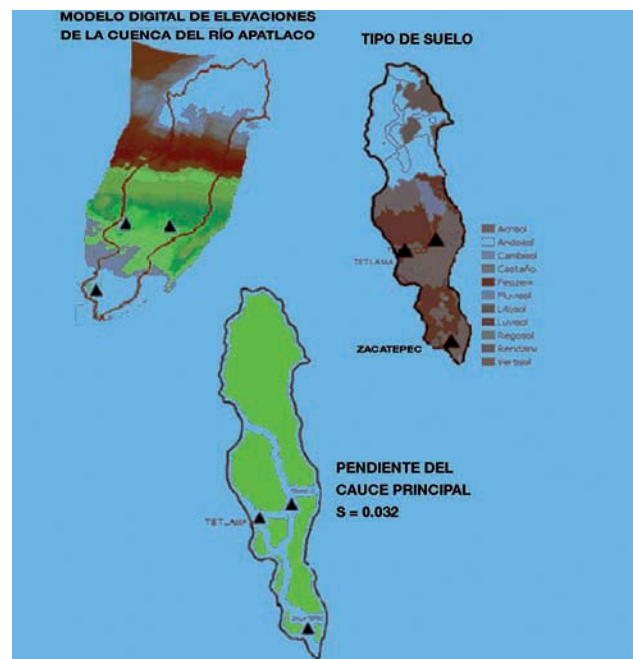 MODELO DIGITAL DE ELEVACIONES
DE LA CUENCA DEL RÍO APATLACO
TIPO DE SUELO
TETLAMA
ZACATEPEC
Acrisol
Andosol
Cambisol
Castaño
Feozem
Fluvisol
Litosol
Luvisol
Regosol
Rendzina
Vertisol
PENDIENTE DEL
CAUCE PRINCIPAL
S = 0.032
TETLAMA